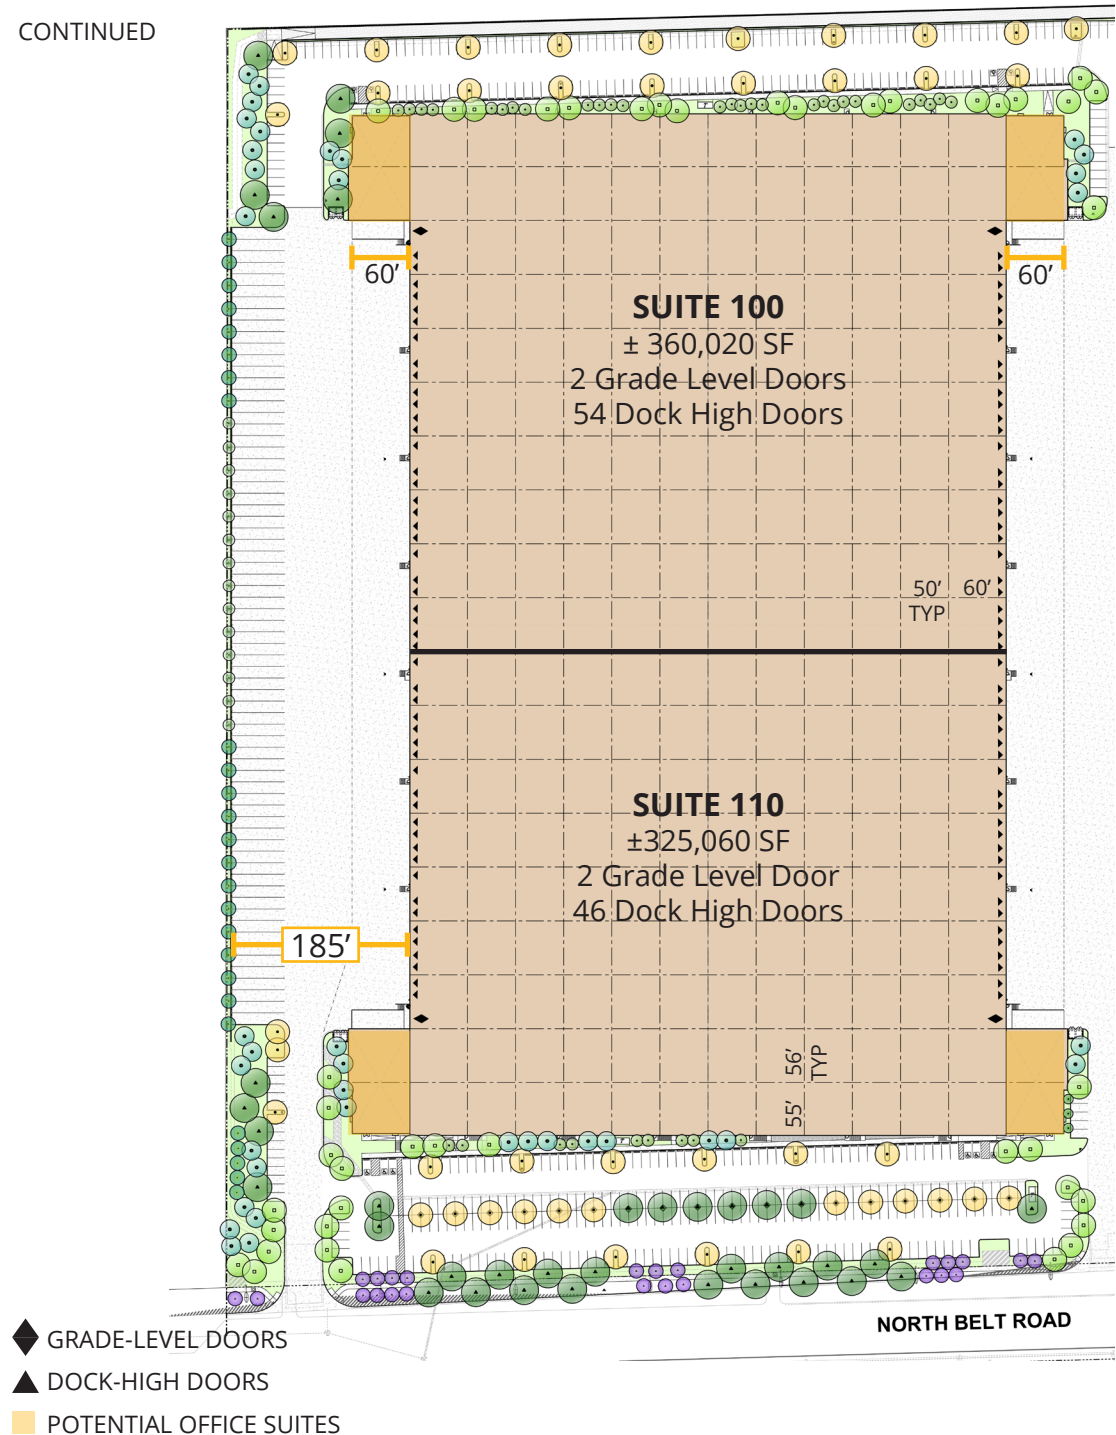 CONTINUED
60’
60’
SUITE 100
± 360,020 SF
2 Grade Level Doors
54 Dock High Doors
50’ 60’
TYP
SUITE 110
±325,060 SF
2 Grade Level Door
46 Dock High Doors
185’
56’
TYP
55’
NORTH BELT ROAD
GRADE-LEVEL DOORS
DOCK-HIGH DOORS
POTENTIAL OFFICE SUITES